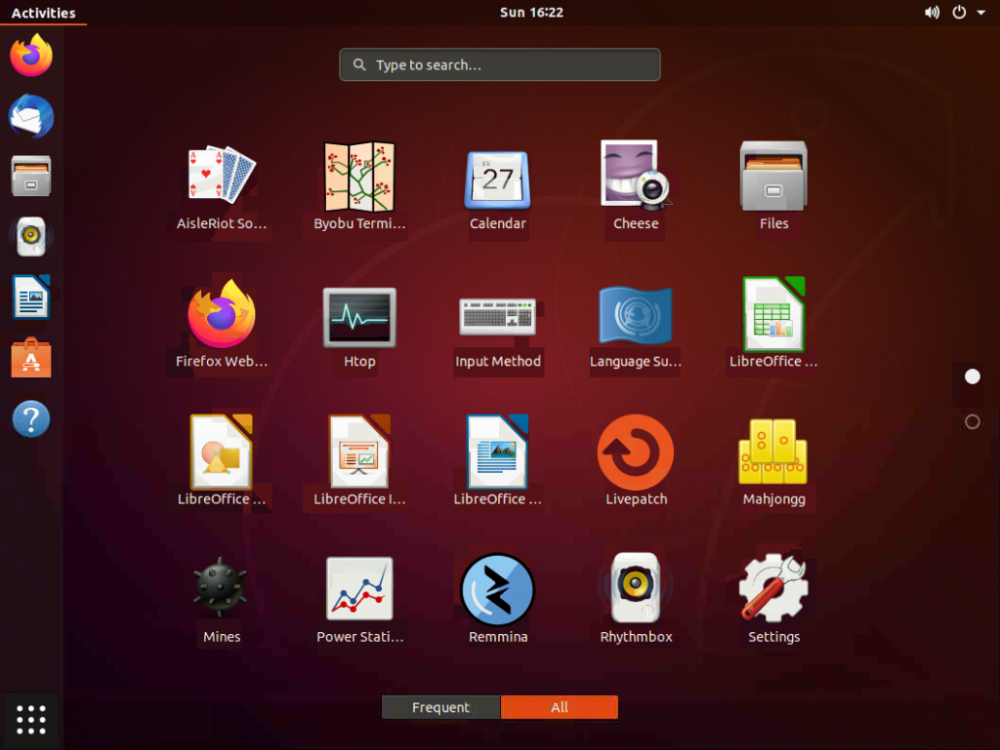 Activities
Sun 16:22
Type to search…
AisleRiot So…
Byobu Termi…
27
Calendar
Cheese
Files
Firefox Web…
Htop
Input Method
Language Su…
LibreOffice …
LibreOffice …
LibreOffice I…
LibreOffice …
Livepatch
Mahjongg
Mines
Power Stati…
Remmina
Rhythmbox
Settings
Frequent
All